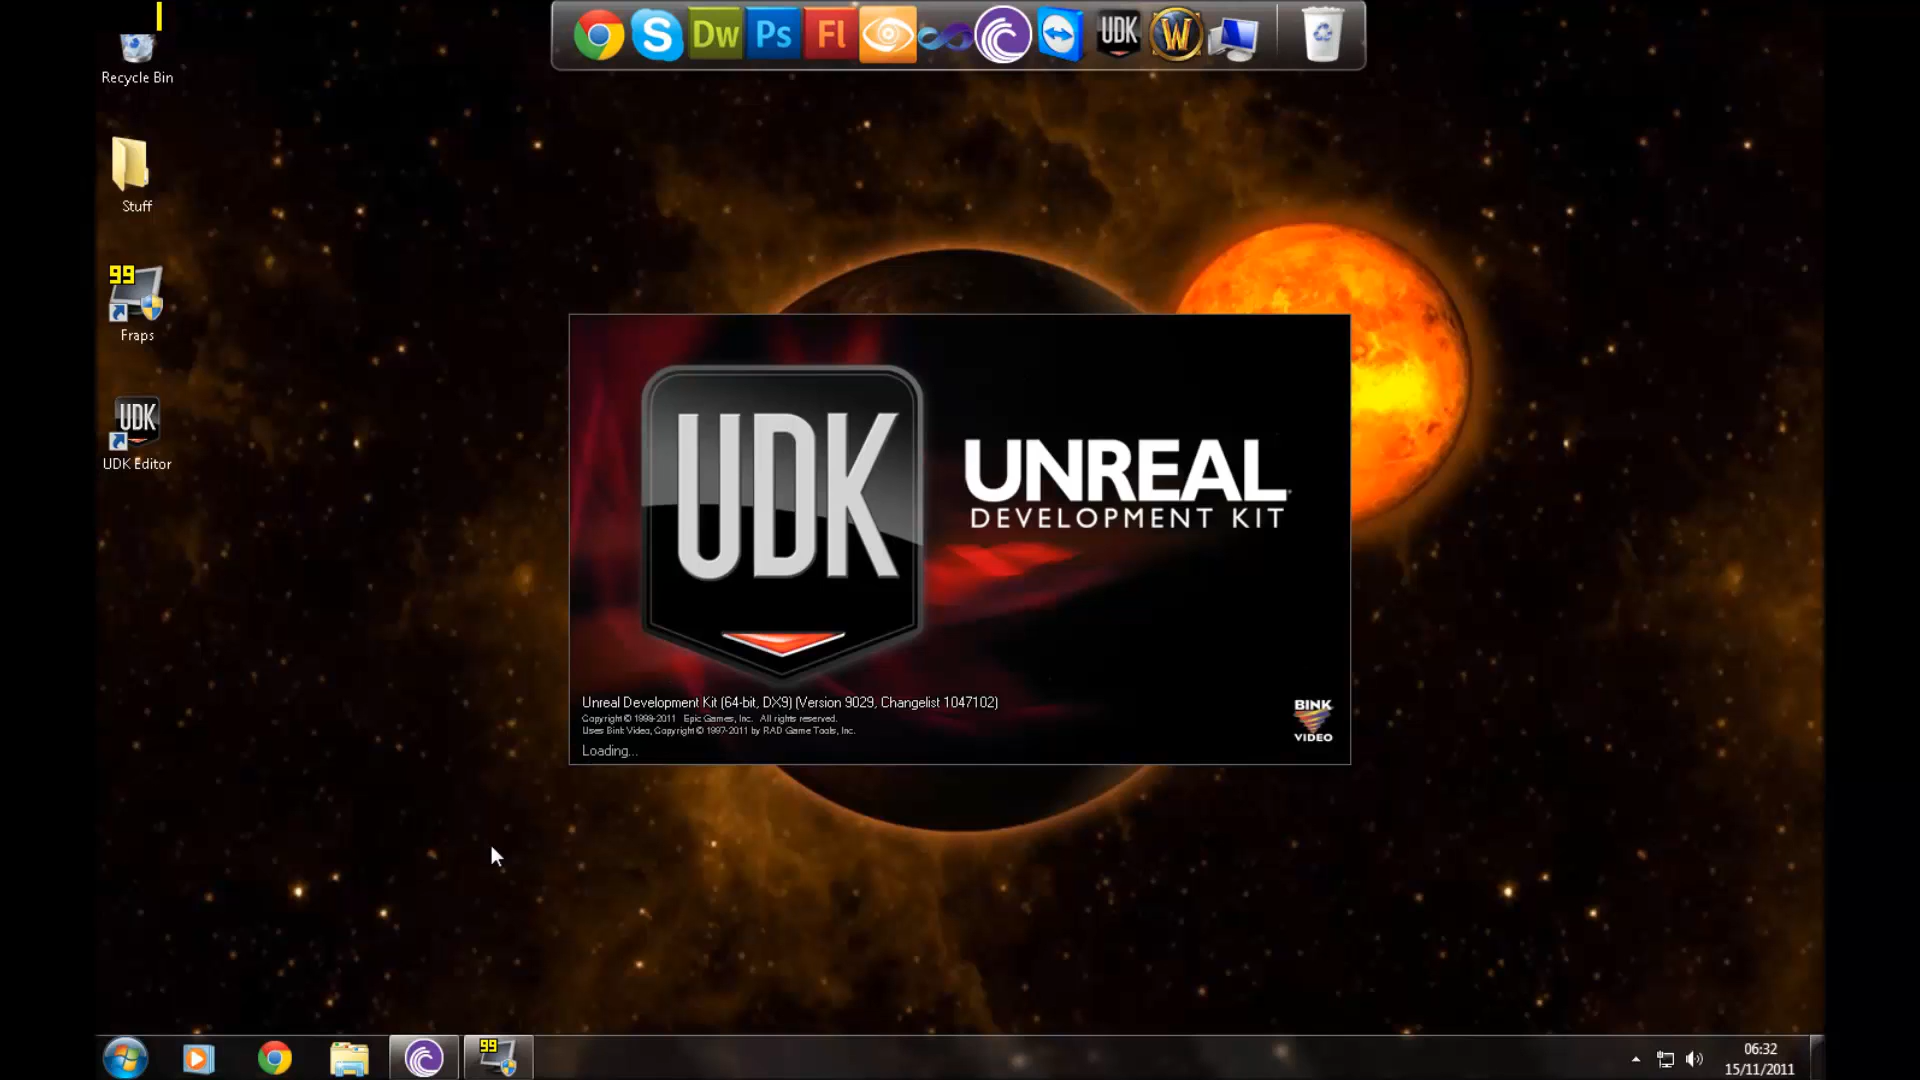 Dw
Ps
Fl
UDK
W
Recycle Bin
Stuff
99
Fraps
UDK
UDK Editor
UDK
UNREAL
DEVELOPMENT KIT
Unreal Development Kit (64-bit, DX9) (Version 9029, Changelist 1047102)
Copyright © 1998-2011 Epic Games, Inc. All rights reserved.
Uses Bink Video, Copyright © 1997-2011 by RAD Game Tools, Inc.
Loading...
BINK
VIDEO
99
06:32
15/11/2011